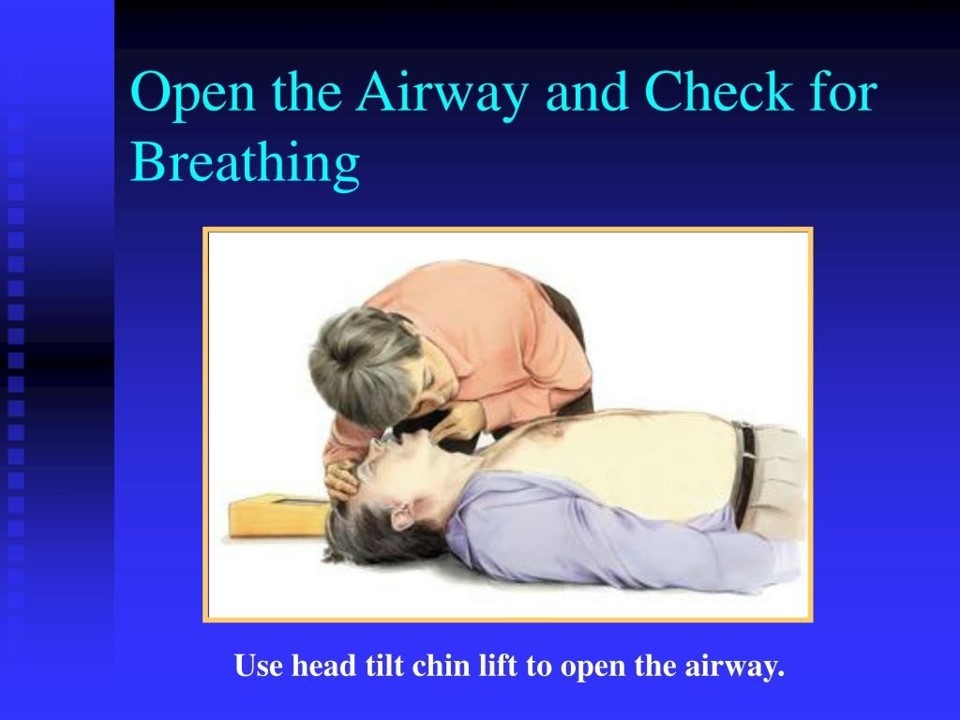 Open the Airway and Check for
Breathing
Use head tilt chin lift to open the airway.